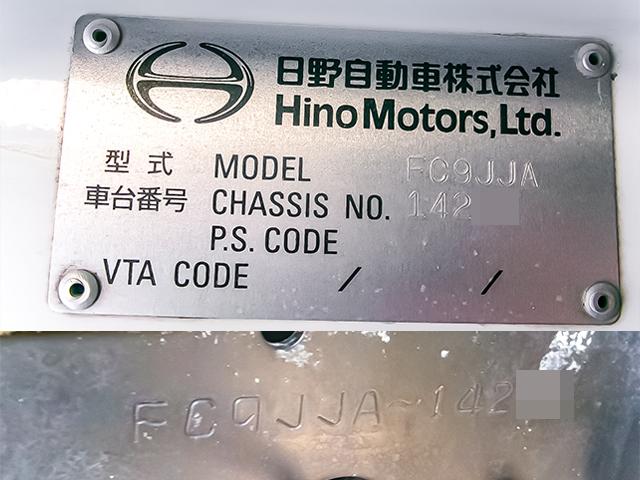 日野自動車株式会社
Hino Motors, Ltd.
型式 MODEL FC9JJA
車台番号 CHASSIS NO. 142
P.S. CODE
VTA CODE / /
FC9JJA-142